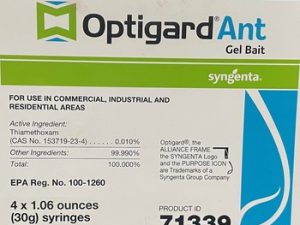 Optigard® Ant
Gel Bait
syngenta®
FOR USE IN COMMERCIAL, INDUSTRIAL AND
RESIDENTIAL AREAS
Active Ingredient:
Thiamethoxam
(CAS No. 153719-23-4) . . . . . . . . 0.010%
Other Ingredients: 99.990%
Total: 100.000%
EPA Reg. No. 100-1260
4 x 1.06 ounces
(30g) syringes
Optigard®, the
ALLIANCE FRAME
the SYNGENTA Logo
and the PURPOSE ICON
are Trademarks of a
Syngenta Group Company
PRODUCT ID
71339